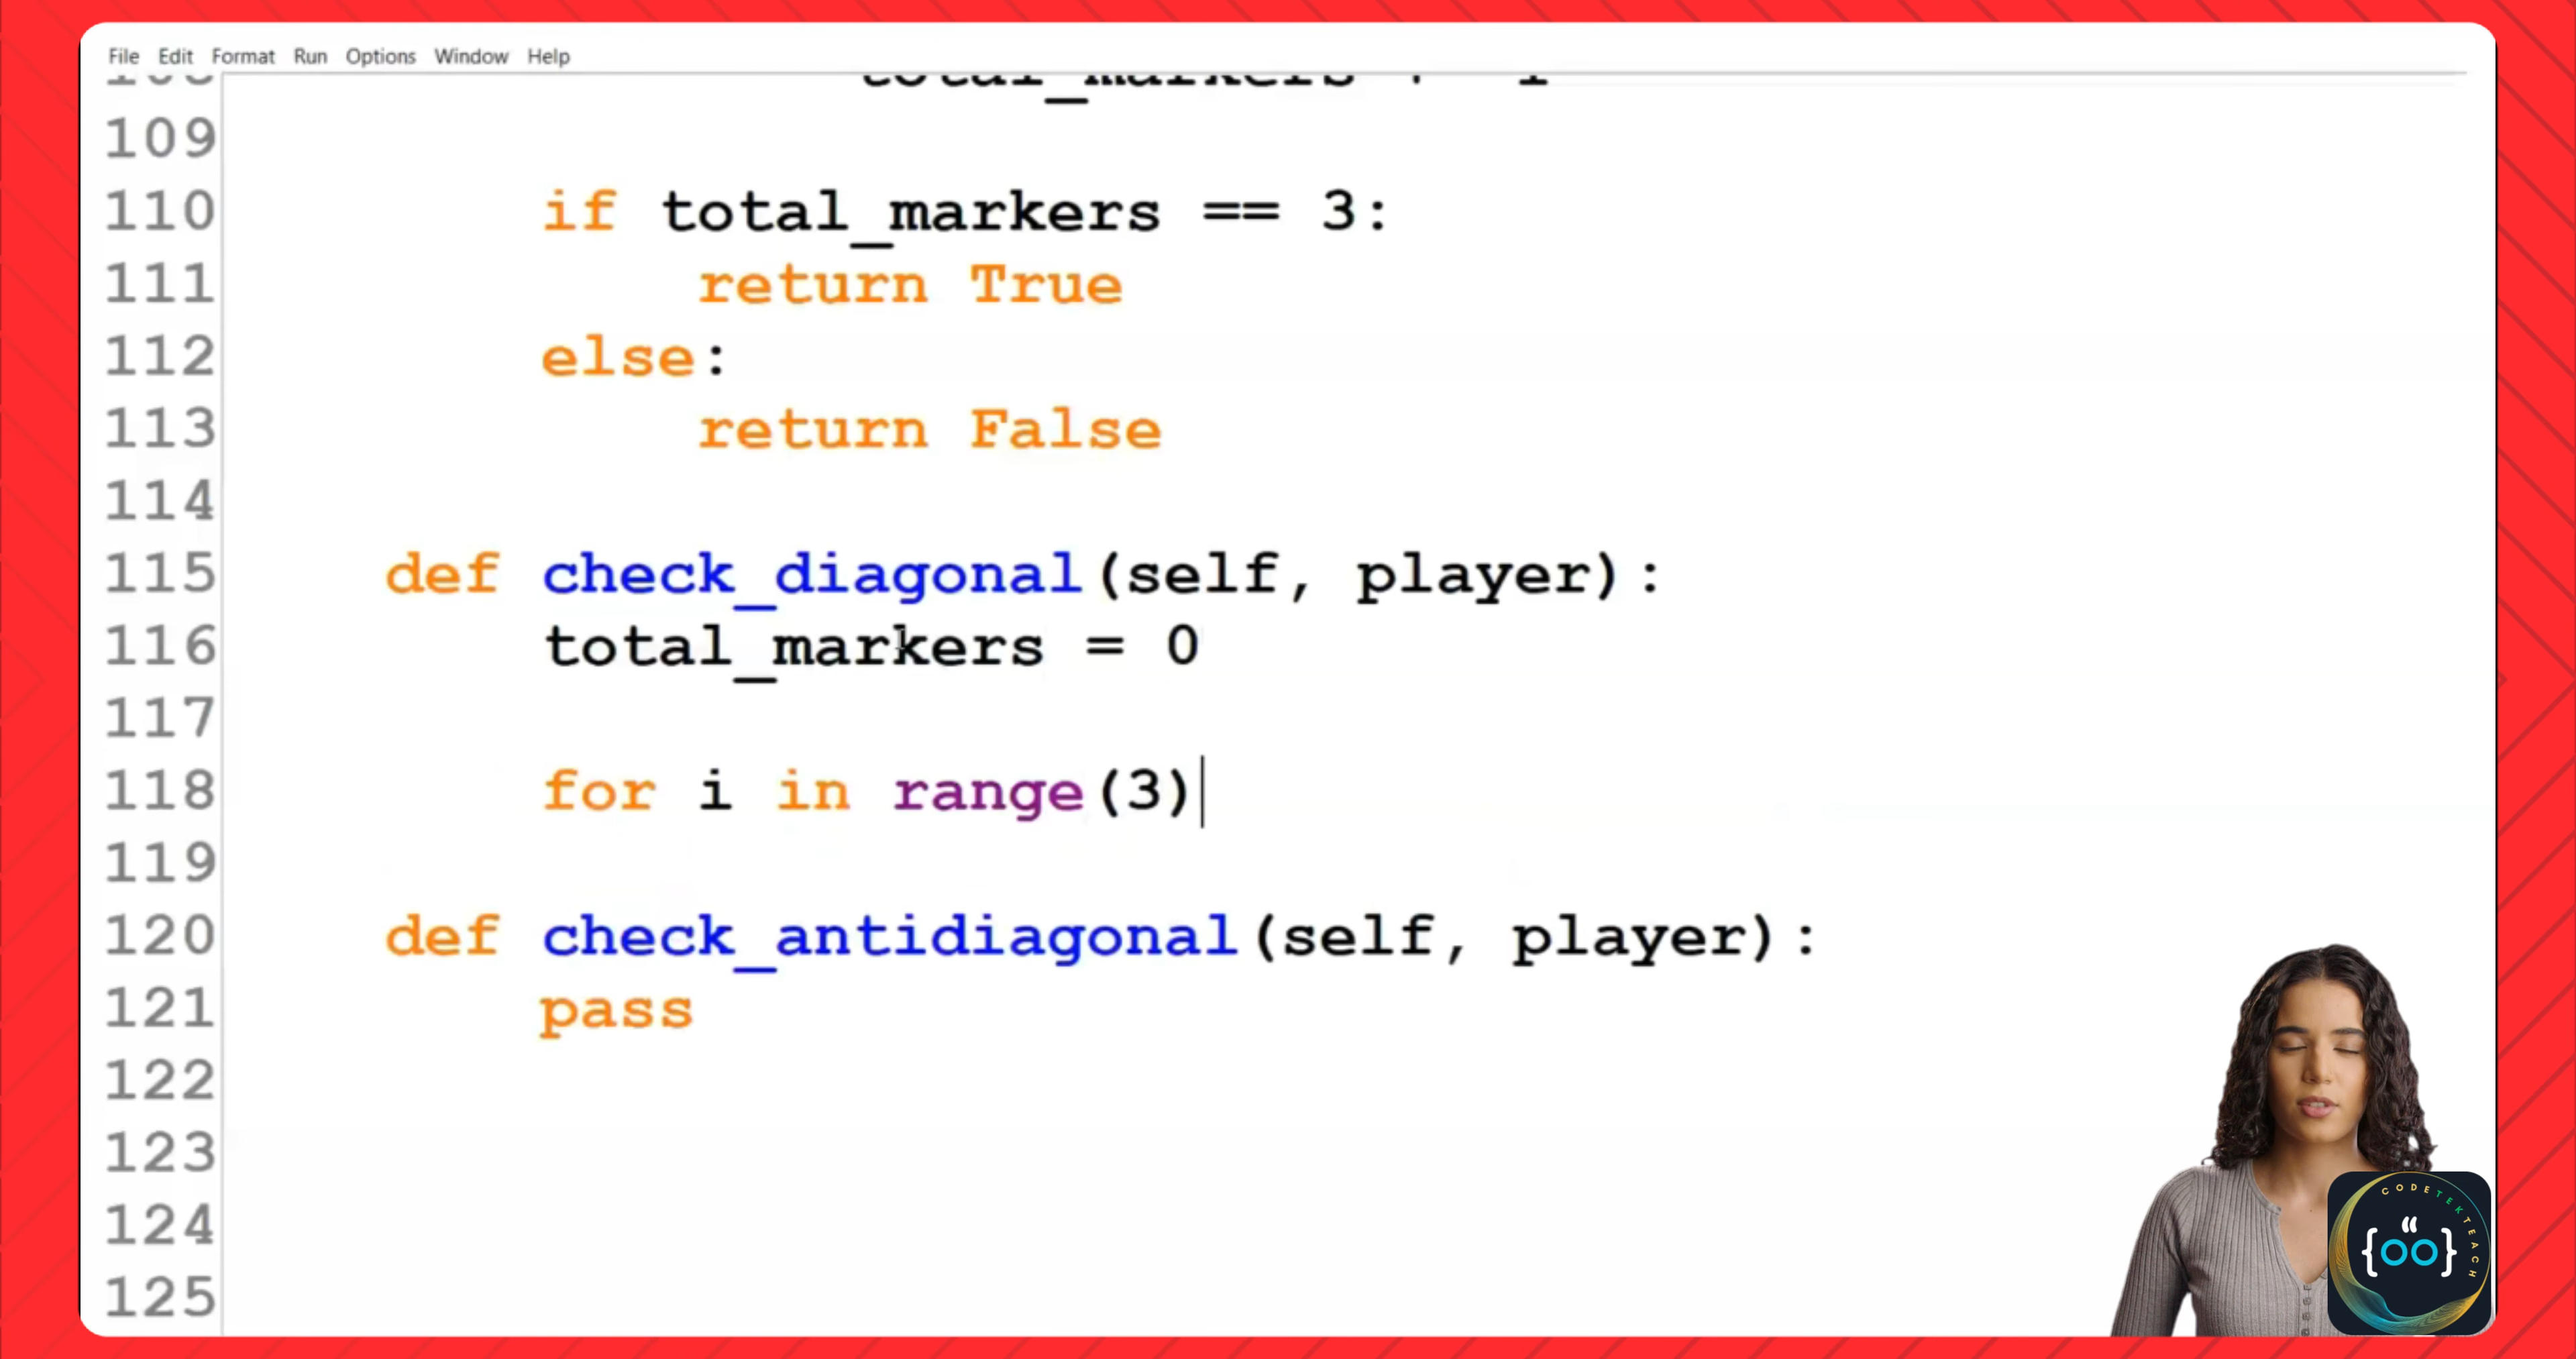 File Edit Format Run Options Window Help
109
110 if total_markers == 3:
111 return True
112 else:
113 return False
114
115 def check_diagonal(self, player):
116 total_markers = 0
117
118 for i in range(3)
119
120 def check_antidiagonal(self, player):
121 pass
122
123
124
125
CODETEKTEACH
{oo}